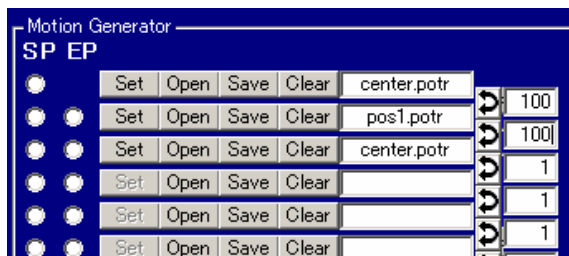 Motion Generator
SP EP
Set Open Save Clear center.potr
100
Set Open Save Clear pos1.potr
100
Set Open Save Clear center.potr
1
Set Open Save Clear
1
Set Open Save Clear
1
Set Open Save Clear